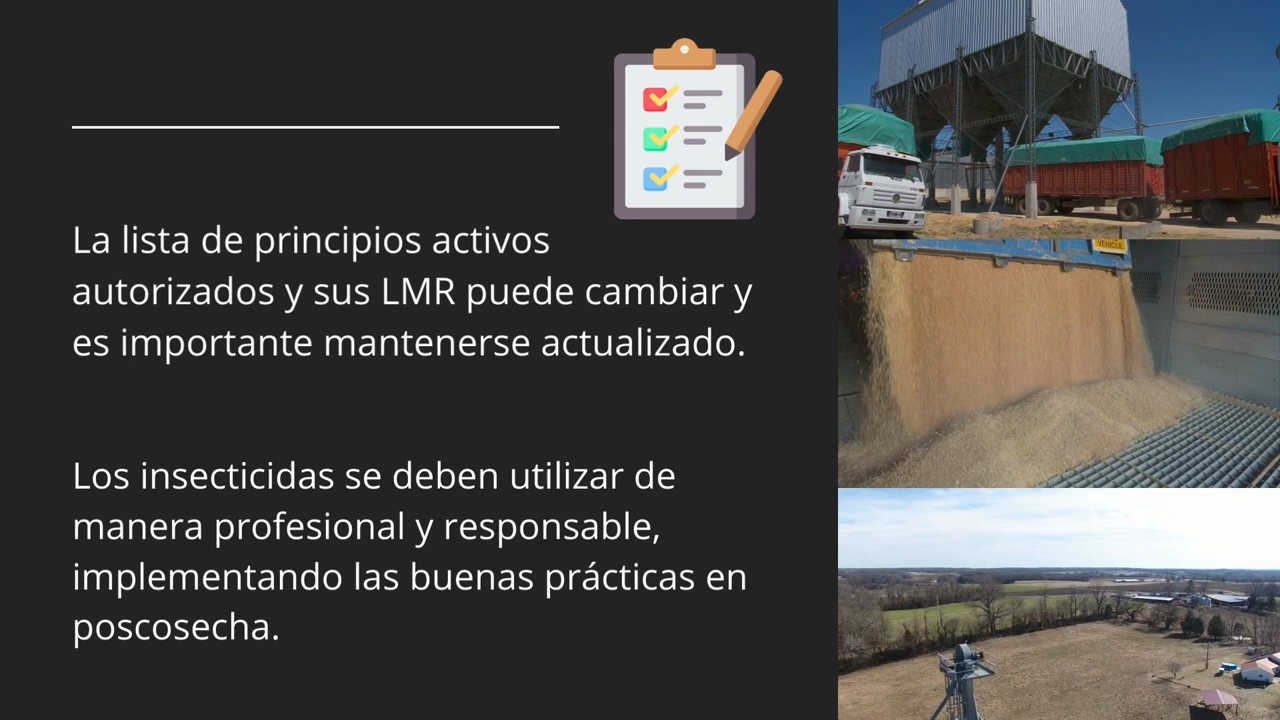 La lista de principios activos
autorizados y sus LMR puede cambiar y
es importante mantenerse actualizado.
Los insecticidas se deben utilizar de
manera profesional y responsable,
implementando las buenas prácticas en
poscosecha.
VEHICLE